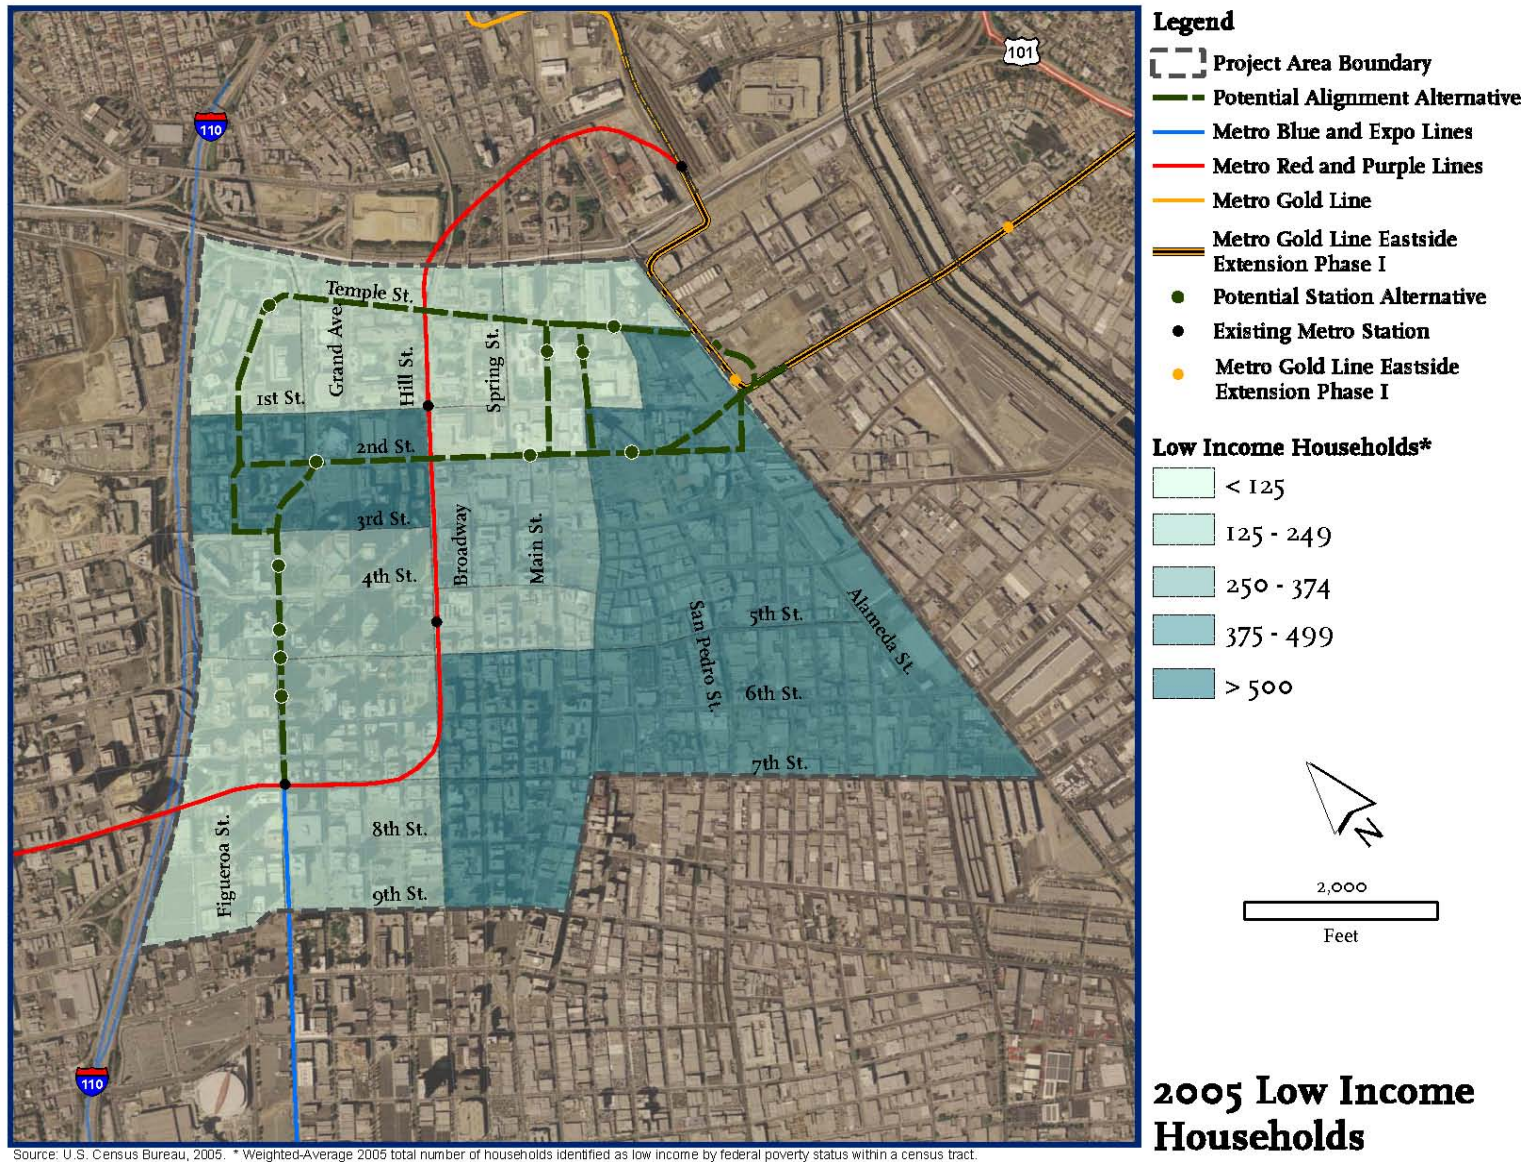 Legend
Project Area Boundary
Potential Alignment Alternative
Metro Blue and Expo Lines
Metro Red and Purple Lines
Metro Gold Line
Metro Gold Line Eastside
Extension Phase I
Potential Station Alternative
Existing Metro Station
Metro Gold Line Eastside
Extension Phase I
Low Income Households*
< 125
125 - 249
250 - 374
375 - 499
> 500
N
2,000
Feet
2005 Low Income
Households
101
110
Temple St.
Grand Ave.
Hill St.
Spring St.
1st St.
2nd St.
3rd St.
Broadway
Main St.
4th St.
San Pedro St.
5th St.
Alameda St.
6th St.
7th St.
Figueroa St.
8th St.
9th St.
110
Source: U.S. Census Bureau, 2005. * Weighted-Average 2005 total number of households identified as low income by federal poverty status within a census tract.